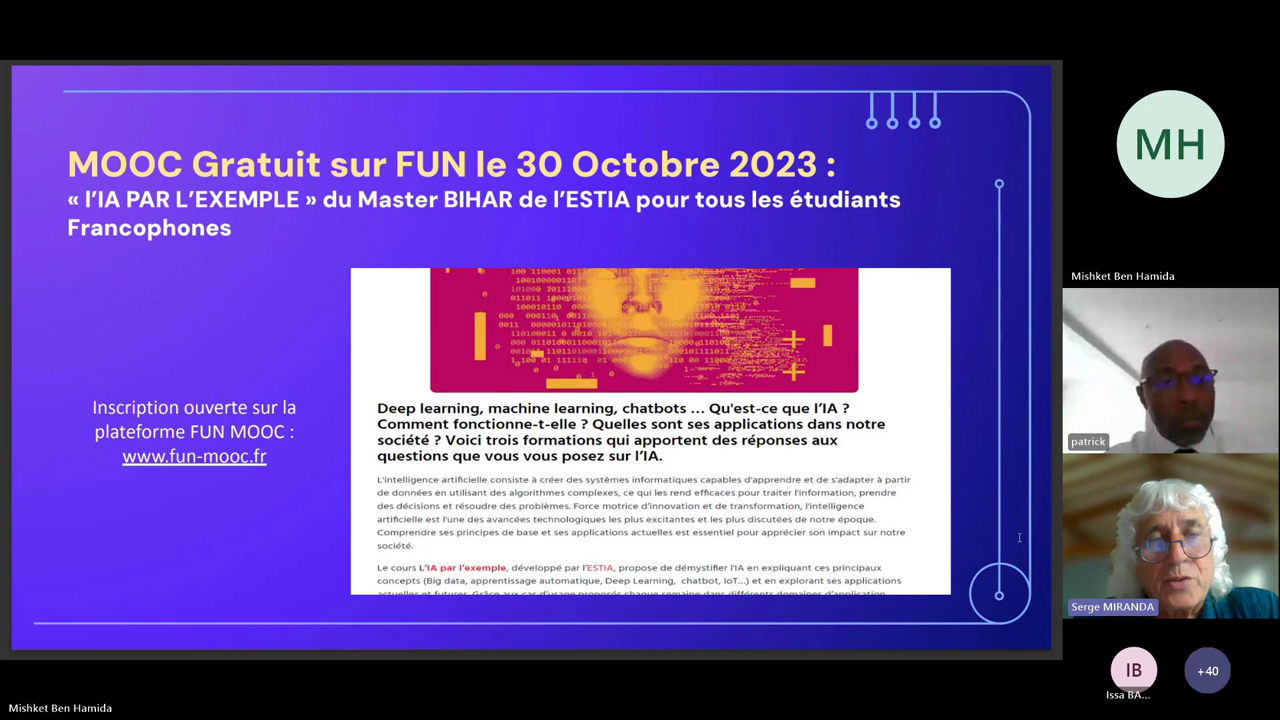 MOOC Gratuit sur FUN le 30 Octobre 2023 :
« l’IA PAR L’EXEMPLE » du Master BIHAR de l’ESTIA pour tous les étudiants
Francophones
Inscription ouverte sur la
plateforme FUN MOOC :
www.fun-mooc.fr
Deep learning, machine learning, chatbots ... Qu'est-ce que l’IA ?
Comment fonctionne-t-elle ? Quelles sont ses applications dans notre
société ? Voici trois formations qui apportent des réponses aux
questions que vous vous posez sur l’IA.
L'intelligence artificielle consiste à créer des systèmes informatiques capables d'apprendre et de s'adapter à partir
de données en utilisant des algorithmes complexes, ce qui les rend efficaces pour traiter l'information, prendre
des décisions et résoudre des problèmes. Force motrice d’innovation et de transformation, l’intelligence
artificielle est l'une des avancées technologiques les plus excitantes et les plus discutées de notre époque.
Comprendre ses principes de base et ses applications actuelles est essentiel pour apprécier son impact sur notre
société.
Le cours L’IA par l’exemple, développé par l’ESTIA, propose de démystifier l'IA en expliquant ces principaux
concepts (Big data, apprentissage automatique, Deep Learning, chatbot, IoT...) et en explorant ses applications
actuelles et futures. Grâce aux cas d’usage proposés chaque semaine dans différents domaines d’application
MH
Mishket Ben Hamida
patrick
Serge MIRANDA
IB
Issa BA...
+40
Mishket Ben Hamida